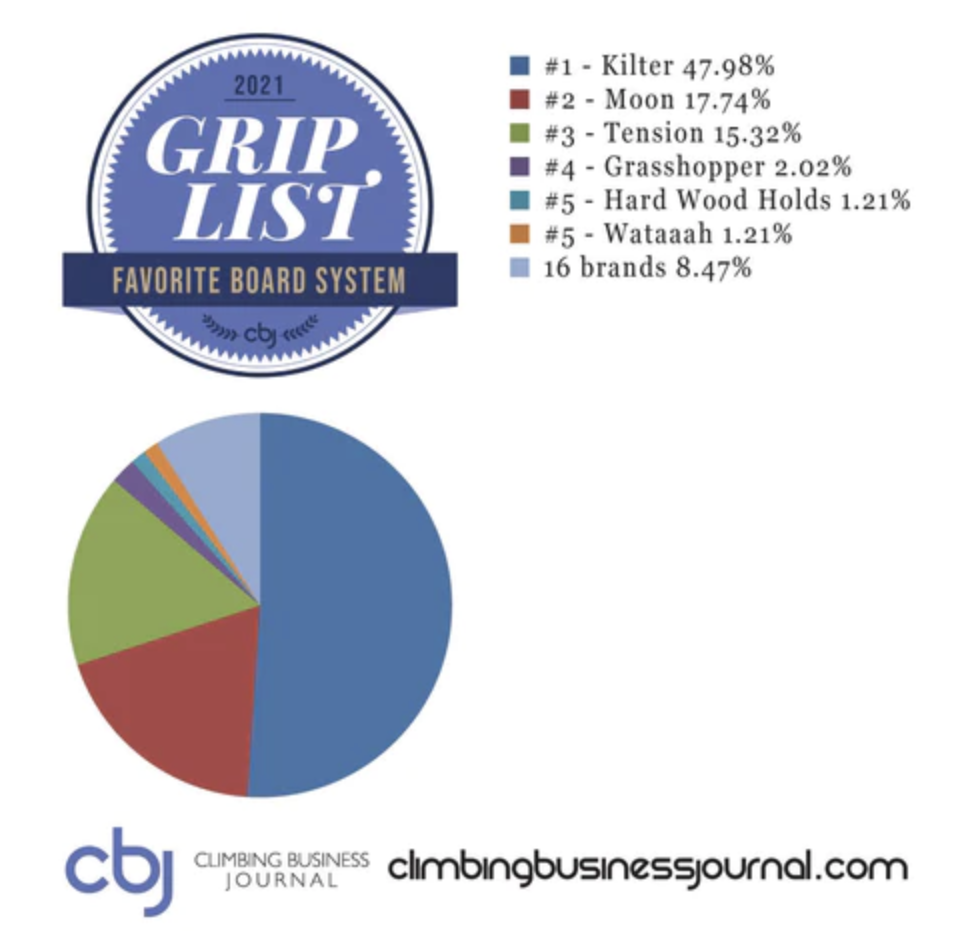 2021
GRIP
LIST
FAVORITE BOARD SYSTEM
cbj
#1 - Kilter 47.98%
#2 - Moon 17.74%
#3 - Tension 15.32%
#4 - Grasshopper 2.02%
#5 - Hard Wood Holds 1.21%
#5 - Wataaah 1.21%
16 brands 8.47%
cbj
CLIMBING BUSINESS
JOURNAL
climbingbusinessjournal.com